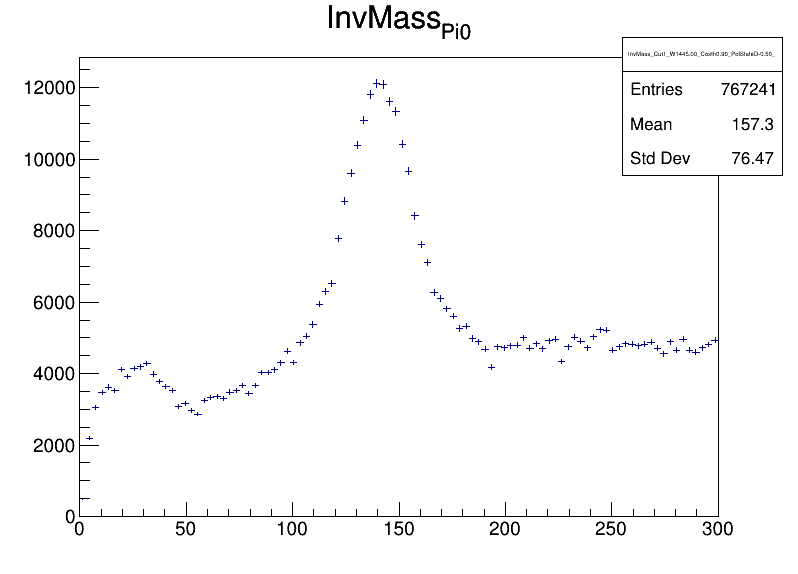 InvMassPi0
InvMass_Cut1_W1445.00_Costh0.90_PolStateD-0.50_
Entries 767241
Mean 157.3
Std Dev 76.47
12000
10000
8000
6000
4000
2000
0
0 50 100 150 200 250 300